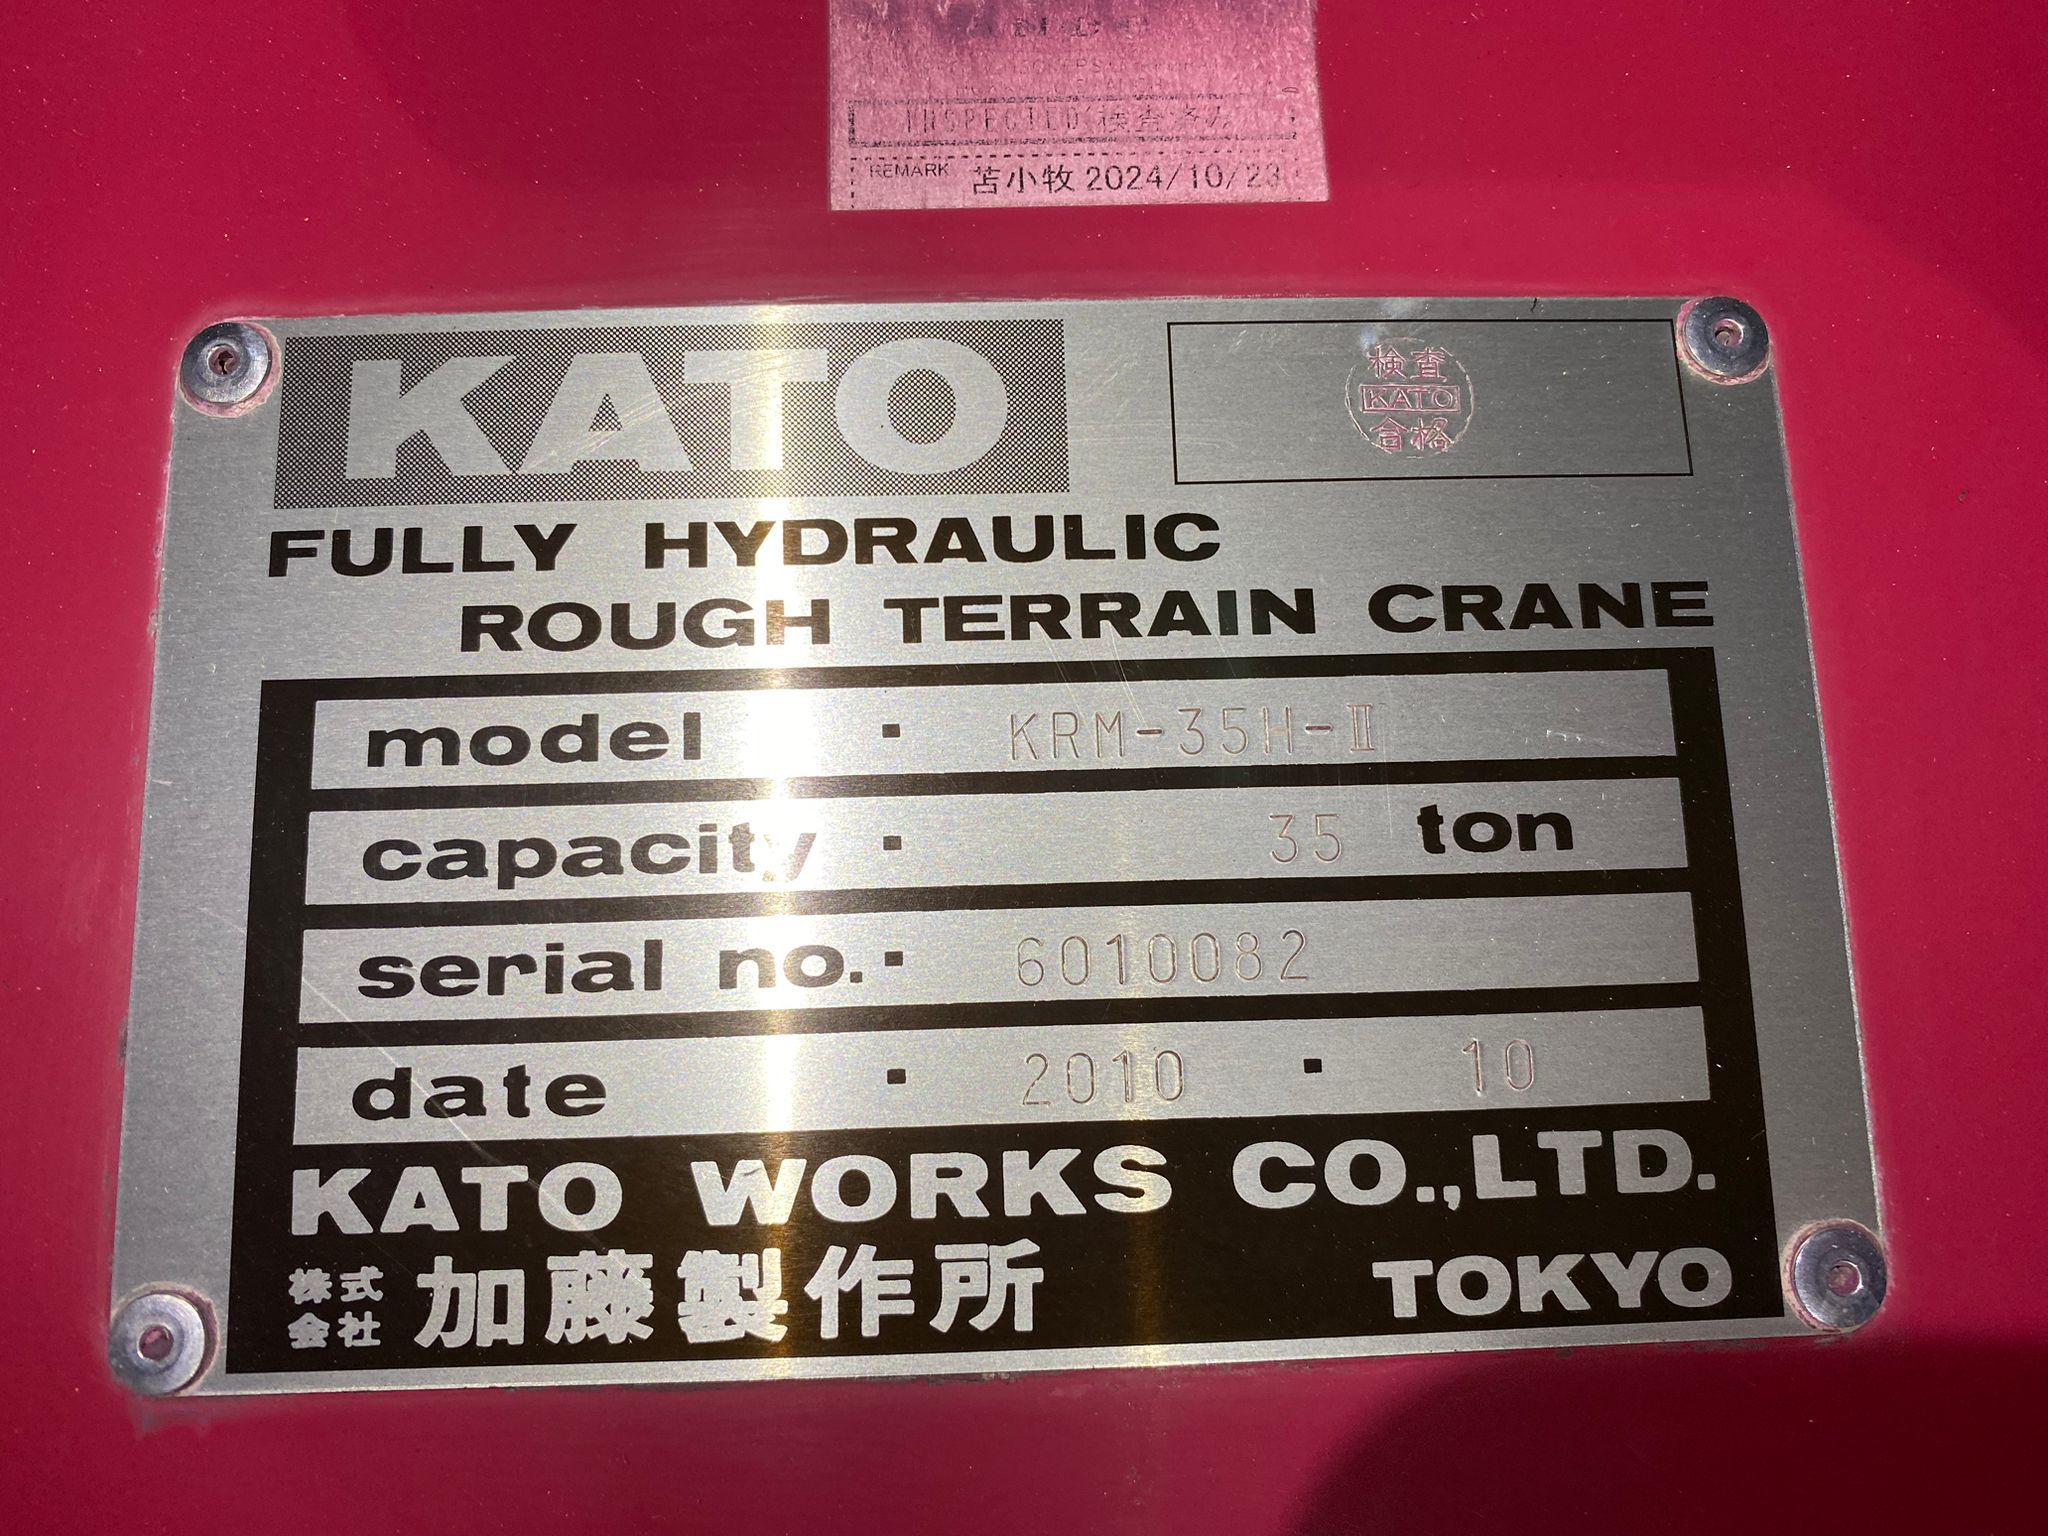 INSPECTED 検査済み
REMARK 苫小牧 2024/10/23
KATO
検査
KATO
合格
FULLY HYDRAULIC
ROUGH TERRAIN CRANE
model · KRM-35H-Ⅱ
capacity · 35 ton
serial no. · 6010082
date · 2010 · 10
KATO WORKS CO.,LTD.
株式会社 加藤製作所 TOKYO